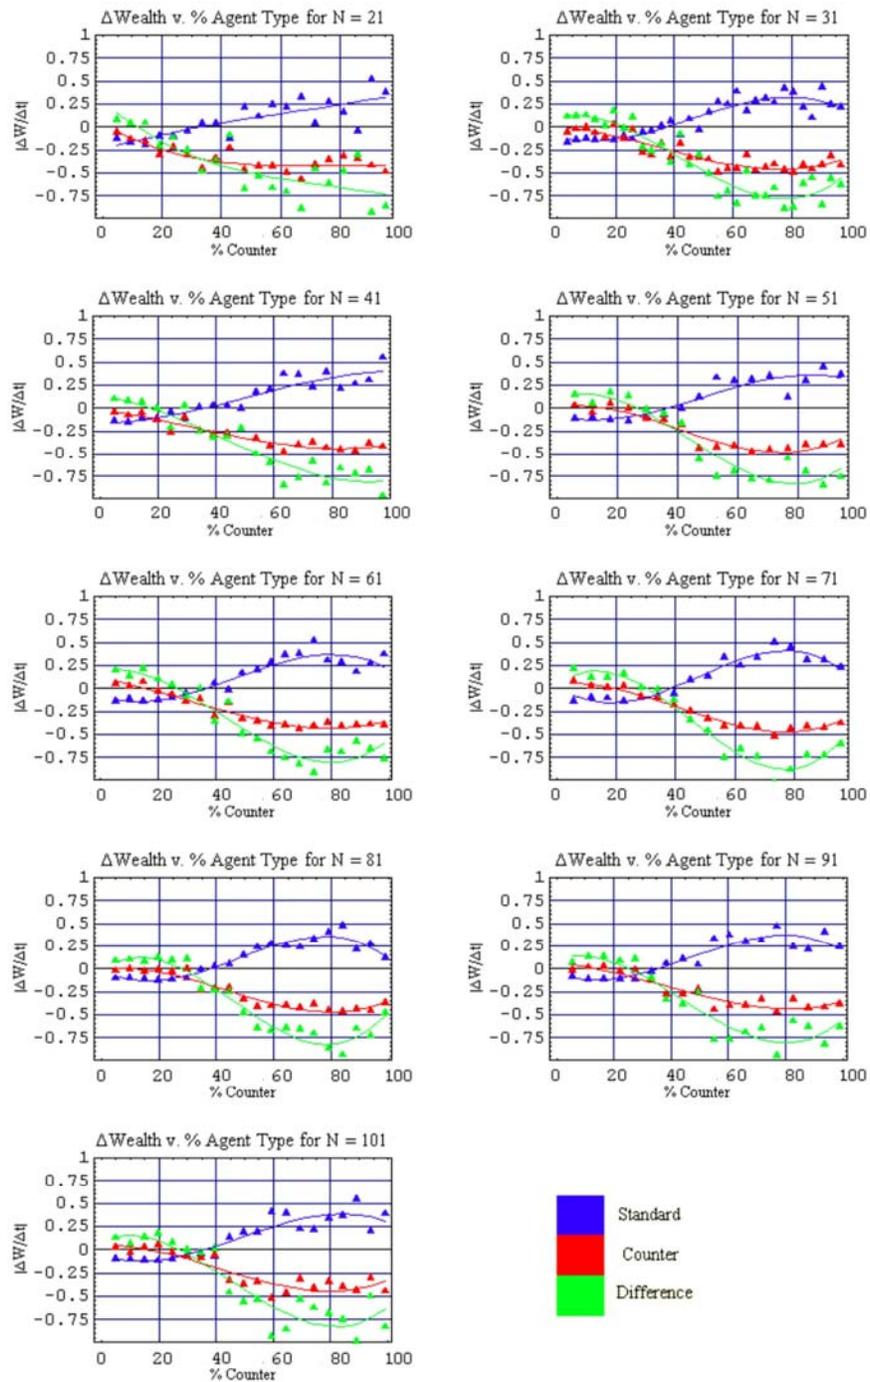 ΔWealth v. % Agent Type for N = 21
1
0.75
0.5
0.25
0
-0.25
-0.5
-0.75
|ΔW/Δt|
0 20 40 60 80 100
% Counter
ΔWealth v. % Agent Type for N = 31
1
0.75
0.5
0.25
0
-0.25
-0.5
-0.75
|ΔW/Δt|
0 20 40 60 80 100
% Counter
ΔWealth v. % Agent Type for N = 41
1
0.75
0.5
0.25
0
-0.25
-0.5
-0.75
|ΔW/Δt|
0 20 40 60 80 100
% Counter
ΔWealth v. % Agent Type for N = 51
1
0.75
0.5
0.25
0
-0.25
-0.5
-0.75
|ΔW/Δt|
0 20 40 60 80 100
% Counter
ΔWealth v. % Agent Type for N = 61
1
0.75
0.5
0.25
0
-0.25
-0.5
-0.75
|ΔW/Δt|
0 20 40 60 80 100
% Counter
ΔWealth v. % Agent Type for N = 71
1
0.75
0.5
0.25
0
-0.25
-0.5
-0.75
|ΔW/Δt|
0 20 40 60 80 100
% Counter
ΔWealth v. % Agent Type for N = 81
1
0.75
0.5
0.25
0
-0.25
-0.5
-0.75
|ΔW/Δt|
0 20 40 60 80 100
% Counter
ΔWealth v. % Agent Type for N = 91
1
0.75
0.5
0.25
0
-0.25
-0.5
-0.75
|ΔW/Δt|
0 20 40 60 80 100
% Counter
ΔWealth v. % Agent Type for N = 101
1
0.75
0.5
0.25
0
-0.25
-0.5
-0.75
|ΔW/Δt|
0 20 40 60 80 100
% Counter
Standard
Counter
Difference